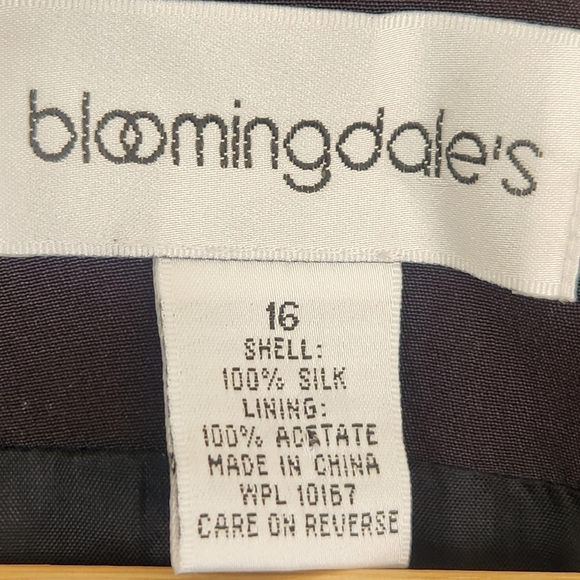 bloomingdale's
16
SHELL:
100% SILK
LINING:
100% ACETATE
MADE IN CHINA
WPL 10167
CARE ON REVERSE